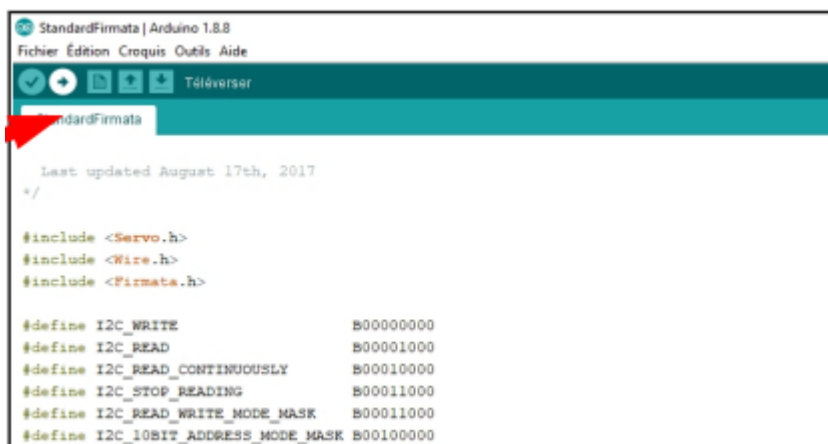 StandardFirmata | Arduino 1.8.8
Fichier Édition Croquis Outils Aide
Téléverser
ndardFirmata
Last updated August 17th, 2017
*/
#include <Servo.h>
#include <Wire.h>
#include <Firmata.h>
#define I2C_WRITE B00000000
#define I2C_READ B00001000
#define I2C_READ_CONTINUOUSLY B00010000
#define I2C_STOP_READING B00011000
#define I2C_READ_WRITE_MODE_MASK B00011000
#define I2C_10BIT_ADDRESS_MODE_MASK B00100000